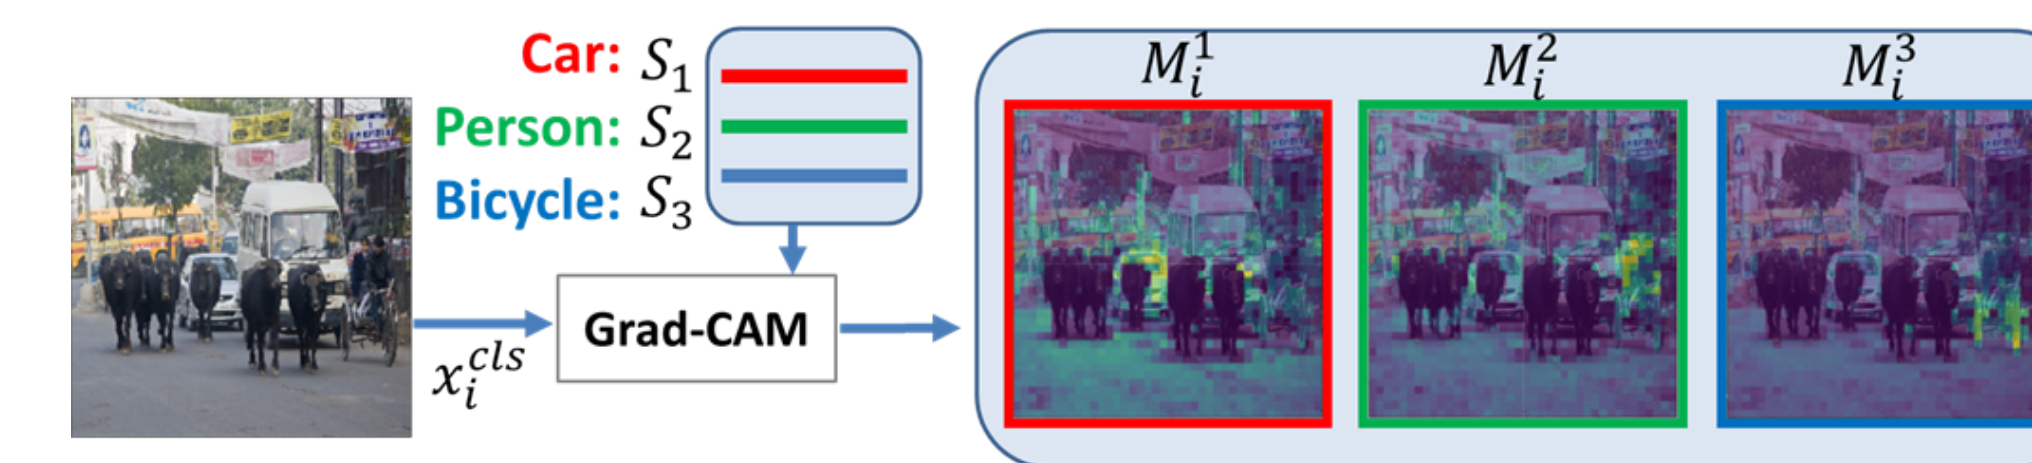 Car: S₁
Person: S₂
Bicycle: S₃
x_i^{cls}
Grad-CAM
M_i^1
M_i^2
M_i^3